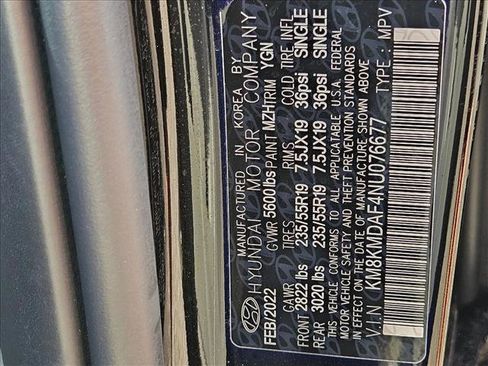 MANUFACTURED IN KOREA BY
HYUNDAI MOTOR COMPANY
FEB/2022 GVWR 5600 lbs PAINT MZH TRIM YGN
GAWR TIRES RIMS COLD TIRE INFL
FRONT 2822 lbs 235/55R19 7.5JX19 36psi SINGLE
REAR 3020 lbs 235/55R19 7.5JX19 36psi SINGLE
THIS VEHICLE CONFORMS TO ALL APPLICABLE U.S.A. FEDERAL
MOTOR VEHICLE SAFETY AND THEFT PREVENTION STANDARDS
IN EFFECT ON THE DATE OF MANUFACTURE SHOWN ABOVE
V.I.N : KM8KMDAF4NU076677 TYPE : MPV